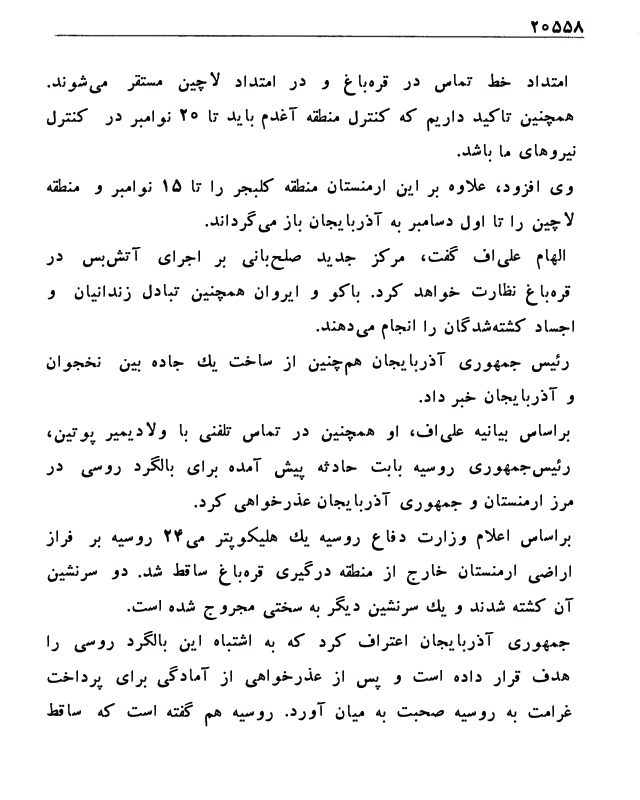 ۲۰۵۵۸
امتداد خط تماس در قره‌باغ و در امتداد لاچین مستقر می‌شوند.
همچنین تاکید داریم که کنترل منطقه آغدم باید تا ۲۰ نوامبر در کنترل
نیروهای ما باشد.
وی افزود، علاوه بر این ارمنستان منطقه کلبجر را تا ۱۵ نوامبر و منطقه
لاچین را تا اول دسامبر به آذربایجان باز می‌گرداند.
الهام علی‌اف گفت، مرکز جدید صلح‌بانی بر اجرای آتش‌بس در
قره‌باغ نظارت خواهد کرد. باکو و ایروان همچنین تبادل زندانیان و
اجساد کشته‌شدگان را انجام می‌دهند.
رئیس جمهوری آذربایجان هم‌چنین از ساخت یك جاده بین نخجوان
و آذربایجان خبر داد.
براساس بیانیه علی‌اف، او همچنین در تماس تلفنی با ولادیمیر پوتین،
رئیس‌جمهوری روسیه بابت حادثه پیش آمده برای بالگرد روسی در
مرز ارمنستان و جمهوری آذربایجان عذرخواهی کرد.
براساس اعلام وزارت دفاع روسیه یك هلیکوپتر می۲۴ روسیه بر فراز
اراضی ارمنستان خارج از منطقه درگیری قره‌باغ ساقط شد. دو سرنشین
آن کشته شدند و یك سرنشین دیگر به سختی مجروح شده است.
جمهوری آذربایجان اعتراف کرد که به اشتباه این بالگرد روسی را
هدف قرار داده است و پس از عذرخواهی از آمادگی برای پرداخت
غرامت به روسیه صحبت به میان آورد. روسیه هم گفته است که ساقط